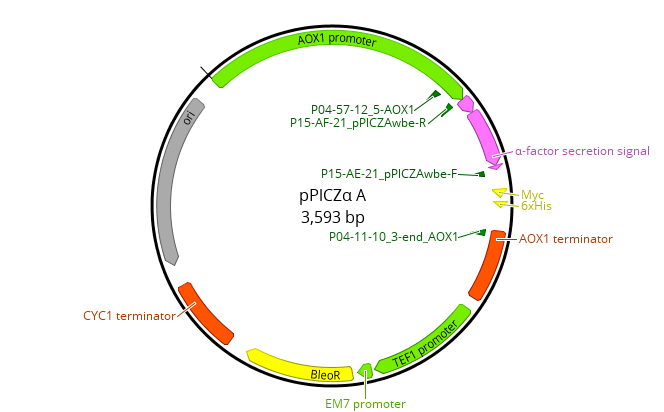 AOX1 promoter
ori
P04-57-12_5-AOX1
P15-AF-21_pPICZAwbe-R
α-factor secretion signal
P15-AE-21_pPICZAwbe-F
pPICZα A
3,593 bp
Myc
6xHis
P04-11-10_3-end_AOX1
AOX1 terminator
CYC1 terminator
TEF1 promoter
BleoR
EM7 promoter